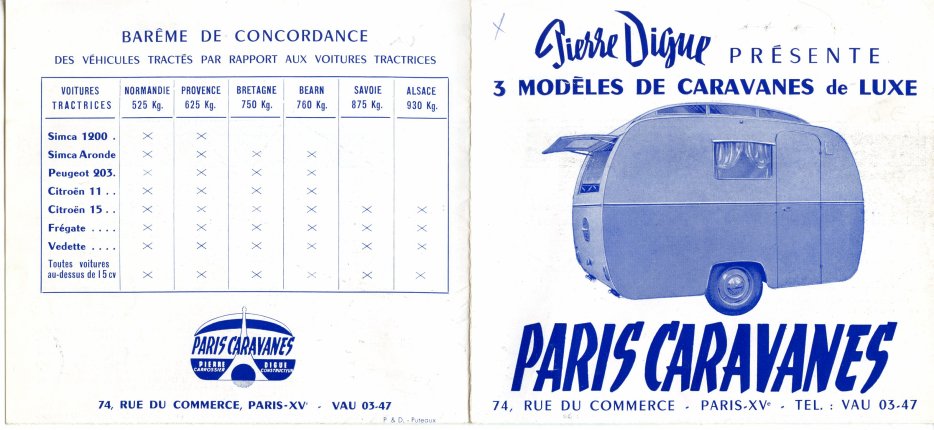 BARÊME DE CONCORDANCE
DES VÉHICULES TRACTÉS PAR RAPPORT AUX VOITURES TRACTRICES
VOITURES TRACTRICES NORMANDIE 525 Kg. PROVENCE 625 Kg. BRETAGNE 750 Kg. BEARN 760 Kg. SAVOIE 875 Kg. ALSACE 930 Kg.
Simca 1200 . × ×
Simca Aronde × × × ×
Peugeot 203. × × × ×
Citroën 11 . . × × × ×
Citroën 15 . . × × × × × ×
Frégate . . . . × × × × × ×
Vedette . . . . × × × × × ×
Toutes voitures
au-dessus de 15 cv × × × × × ×
PARIS CARAVANES
PIERRE DIGUE
CARROSSIER CONSTRUCTEUR
74, RUE DU COMMERCE, PARIS-XVe - VAU 03-47
P. & D. - Puteaux
Pierre Digue PRÉSENTE
3 MODÈLES DE CARAVANES de LUXE
PARIS CARAVANES
74, RUE DU COMMERCE - PARIS-XVe - TEL. : VAU 03-47